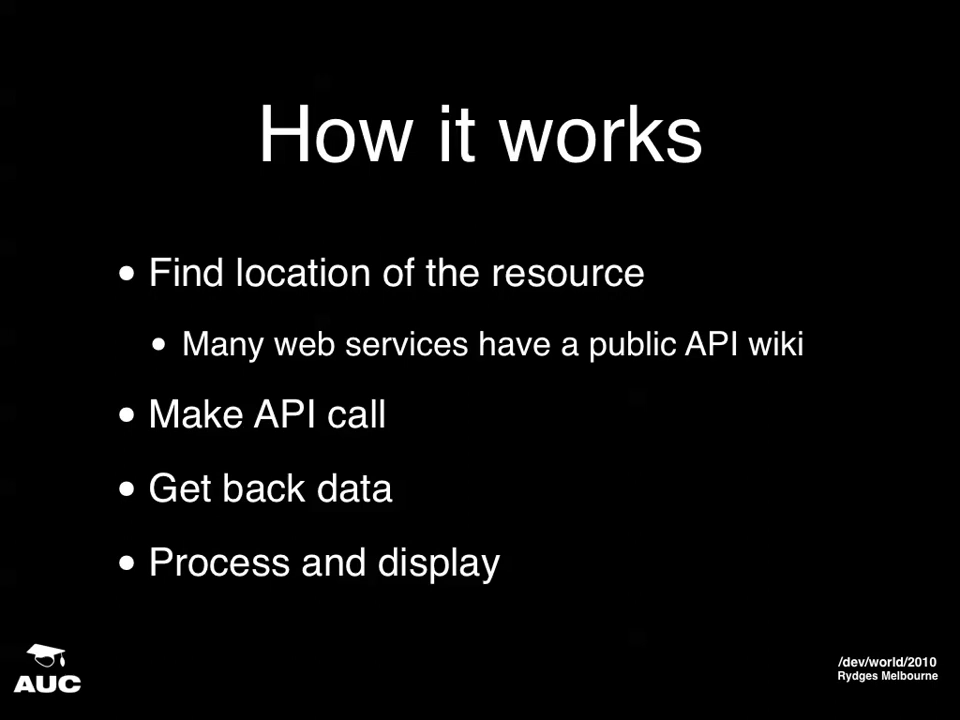 How it works
• Find location of the resource
• Many web services have a public API wiki
• Make API call
• Get back data
• Process and display
AUC
/dev/world/2010
Rydges Melbourne